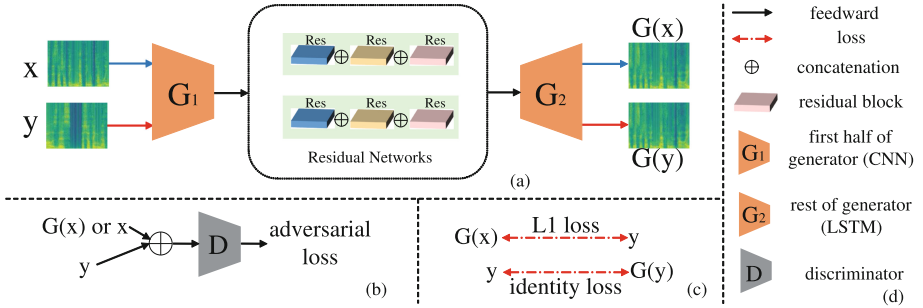 x
y
G1
Res Res Res
Res Res Res
Residual Networks
G2
G(x)
G(y)
(a)
G(x) or x
y
D
adversarial
loss
(b)
G(x) L1 loss y
y identity loss G(y)
(c)
feedward
loss
concatenation
residual block
G1
first half of
generator (CNN)
G2
rest of generator
(LSTM)
D
discriminator
(d)